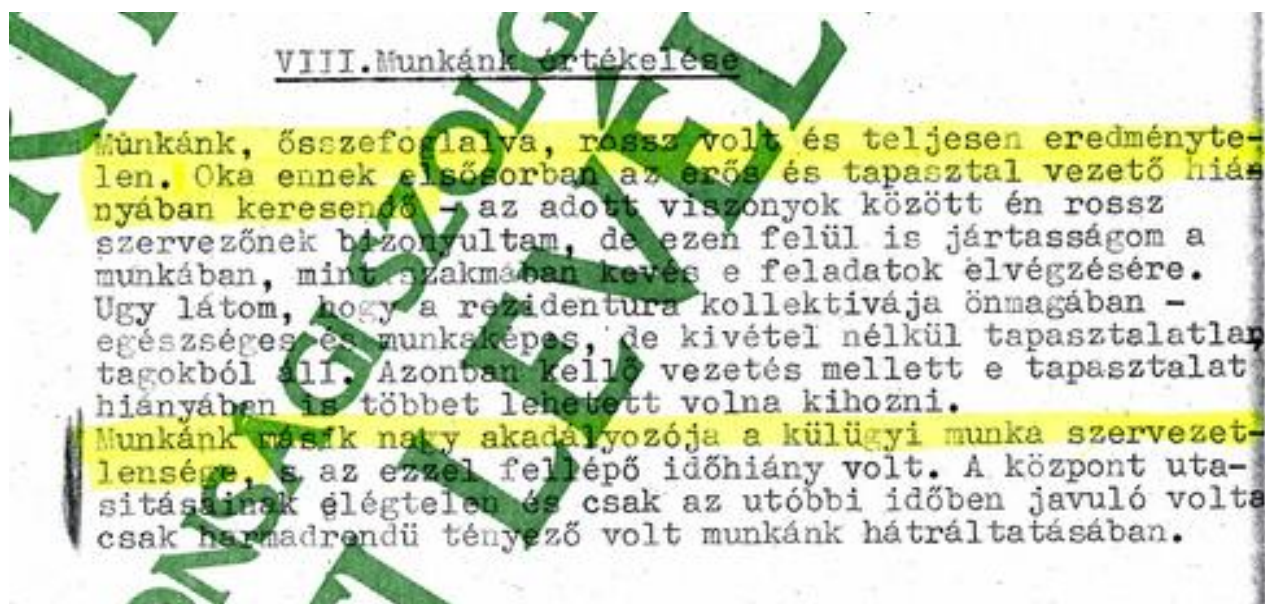 VIII.Munkánk értékelése
Munkánk, ősszefoglalva, rossz volt és teljesen eredményte-
len. Oka ennek elsősorban az erős és tapasztal vezető hiá-
nyában keresendő - az adott viszonyok között én rossz
szervezőnek bizonyultam, de ezen felül is jártasságom a
munkában, mint szakmában kevés e feladatok elvégzésére.
Ugy látom, hogy a rezidentura kollektivája önmagában -
egészséges és munkaképes, de kivétel nélkül tapasztalatlan
tagokból áll. Azonban kellő vezetés mellett e tapasztalat
hiányában is többet lehetett volna kihozni.
Munkánk másik nagy akadályozója a külügyi munka szervezet-
lensége, s az ezzel fellépő időhiány volt. A központ uta-
sitásainak elégtelen és csak az utóbbi időben javuló volta
csak harmadrendü tényező volt munkánk hátráltatásában.
LEVÉL